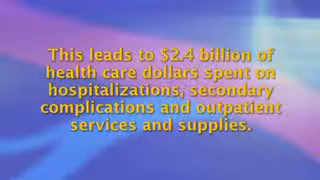 This leads to $2.4 billion of
health care dollars spent on
hospitalizations, secondary
complications and outpatient
services and supplies.